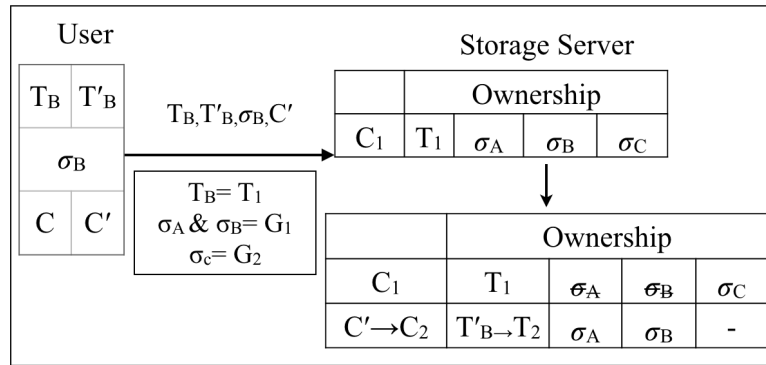 User
T_B T'_B
σ_B
C C'
T_B,T'_B,σ_B,C'
T_B= T_1
σ_A & σ_B= G_1
σ_c= G_2
Storage Server
Ownership
C_1 T_1 σ_A σ_B σ_C
Ownership
C_1 T_1 σ_A σ_B σ_C
C'→C_2 T'_B→T_2 σ_A σ_B -